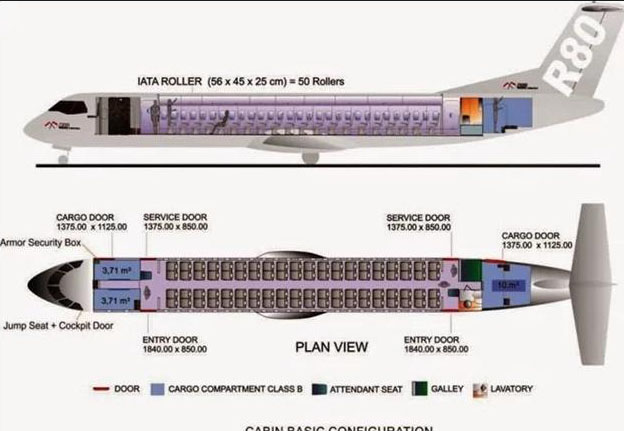 R80
IATA ROLLER (56 x 45 x 25 cm) = 50 Rollers
CARGO DOOR
1375.00 x 1125.00
SERVICE DOOR
1375.00 x 850.00
SERVICE DOOR
1375.00 x 850.00
CARGO DOOR
1375.00 x 1125.00
Armor Security Box
3,71 m³
3,71 m³
10 m³
Jump Seat + Cockpit Door
ENTRY DOOR
1840.00 x 850.00
PLAN VIEW
ENTRY DOOR
1840.00 x 850.00
DOOR
CARGO COMPARTMENT CLASS B
ATTENDANT SEAT
GALLEY
LAVATORY
CABIN BASIC CONFIGURATION